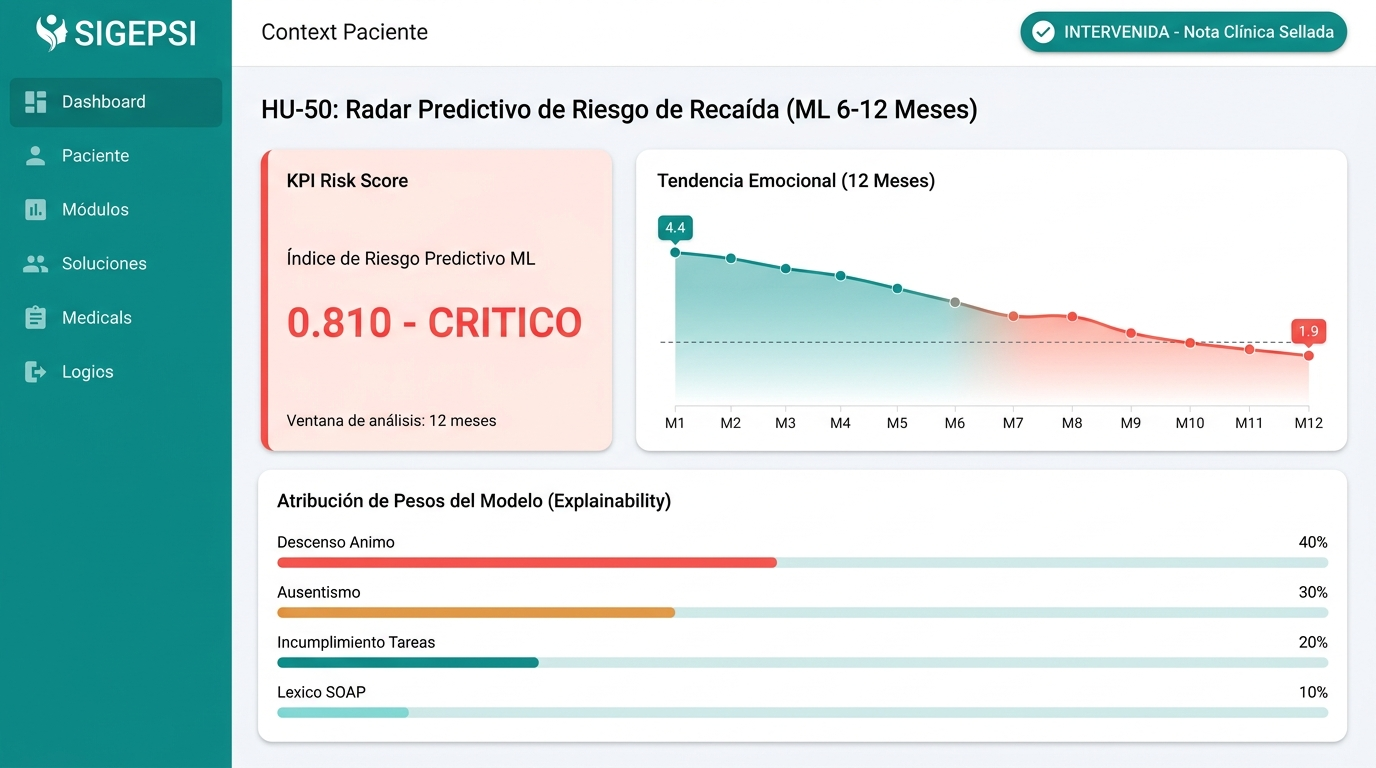 SIGEPSI
Dashboard
Paciente
Módulos
Soluciones
Medicals
Logios
Context Paciente
INTERVENIDA - Nota Clínica Sellada
HU-50: Radar Predictivo de Riesgo de Recaída (ML 6-12 Meses)
KPI Risk Score
Índice de Riesgo Predictivo ML
0.810 - CRITICO
Ventana de análisis: 12 meses
Tendencia Emocional (12 Meses)
4.4
1.9
M1 M2 M3 M4 M5 M6 M7 M8 M9 M10 M11 M12
Atribución de Pesos del Modelo (Explainability)
Descenso Animo 40%
Ausentismo 30%
Incumplimiento Tareas 20%
Lexico SOAP 10%